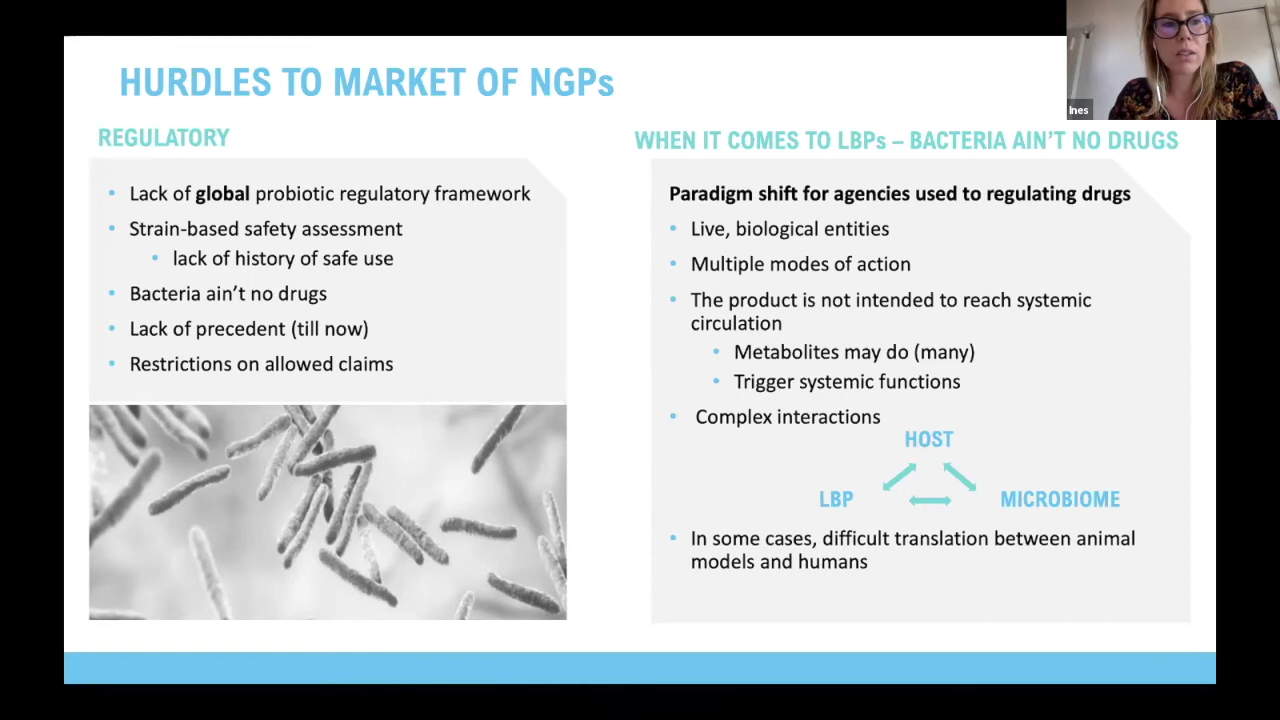 HURDLES TO MARKET OF NGPs
REGULATORY
• Lack of global probiotic regulatory framework
• Strain-based safety assessment
• lack of history of safe use
• Bacteria ain't no drugs
• Lack of precedent (till now)
• Restrictions on allowed claims
WHEN IT COMES TO LBPs – BACTERIA AIN'T NO DRUGS
Paradigm shift for agencies used to regulating drugs
• Live, biological entities
• Multiple modes of action
• The product is not intended to reach systemic
circulation
• Metabolites may do (many)
• Trigger systemic functions
• Complex interactions
HOST
LBP
MICROBIOME
• In some cases, difficult translation between animal
models and humans
Ines